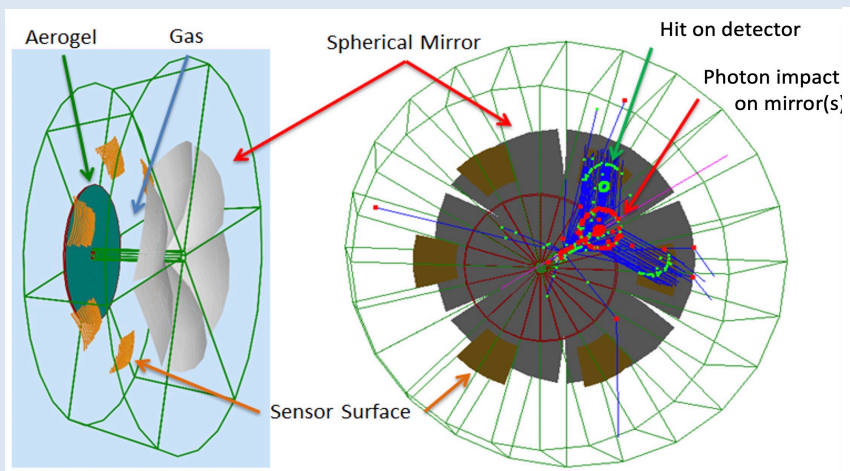 Aerogel
Gas
Spherical Mirror
Hit on detector
Photon impact
on mirror(s)
Sensor Surface